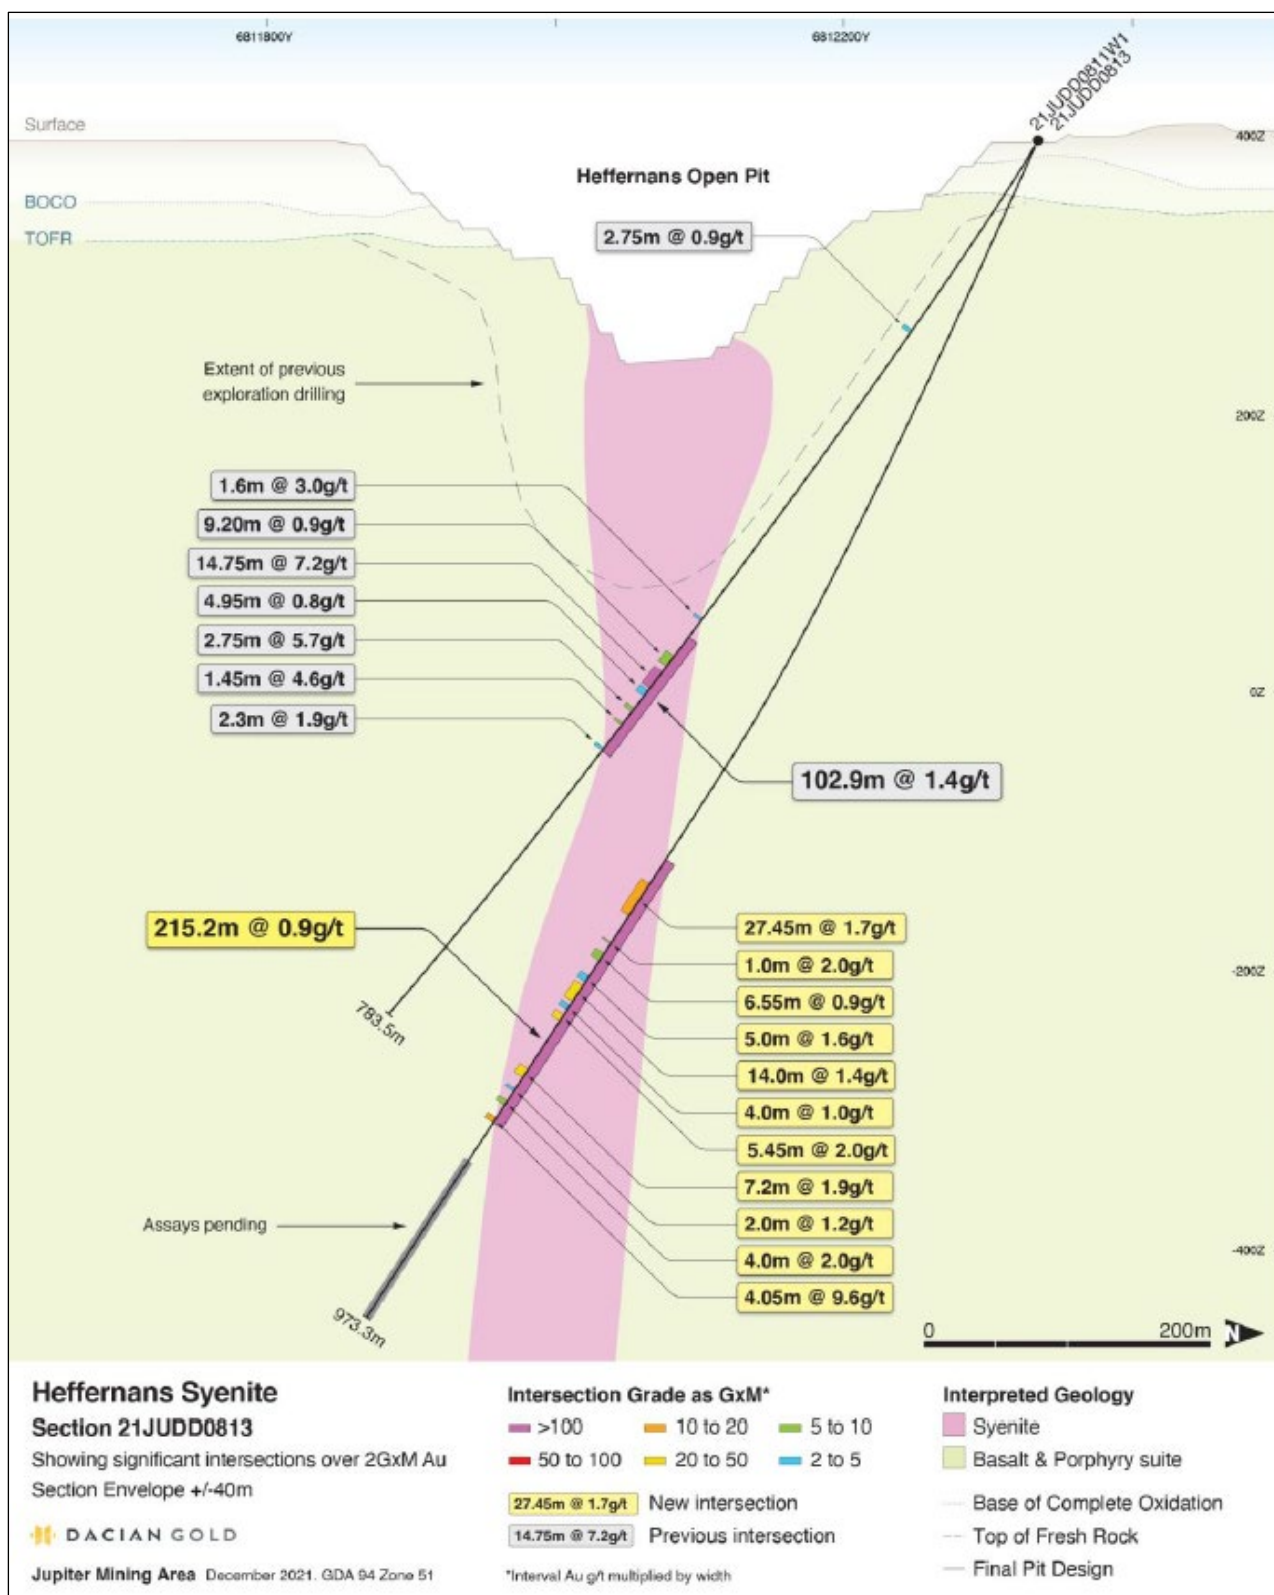 6811800Y
6812200Y
21JUDD0811W1
21JUDD0813
Surface
400Z
Heffernans Open Pit
BOCO
TOFR
2.75m @ 0.9g/t
Extent of previous
exploration drilling
200Z
1.6m @ 3.0g/t
9.20m @ 0.9g/t
14.75m @ 7.2g/t
4.95m @ 0.8g/t
2.75m @ 5.7g/t
1.45m @ 4.6g/t
2.3m @ 1.9g/t
0Z
102.9m @ 1.4g/t
215.2m @ 0.9g/t
27.45m @ 1.7g/t
1.0m @ 2.0g/t
-200Z
6.55m @ 0.9g/t
783.5m
5.0m @ 1.6g/t
14.0m @ 1.4g/t
4.0m @ 1.0g/t
5.45m @ 2.0g/t
7.2m @ 1.9g/t
2.0m @ 1.2g/t
Assays pending
4.0m @ 2.0g/t
-400Z
4.05m @ 9.6g/t
973.3m
0 200m N
Heffernans Syenite
Section 21JUDD0813
Showing significant intersections over 2GxM Au
Section Envelope +/-40m
DACIAN GOLD
Jupiter Mining Area December 2021. GDA 94 Zone 51
Intersection Grade as GxM*
>100 10 to 20 5 to 10
50 to 100 20 to 50 2 to 5
27.45m @ 1.7g/t New intersection
14.75m @ 7.2g/t Previous intersection
*Interval Au g/t multiplied by width
Interpreted Geology
Syenite
Basalt & Porphyry suite
Base of Complete Oxidation
Top of Fresh Rock
Final Pit Design